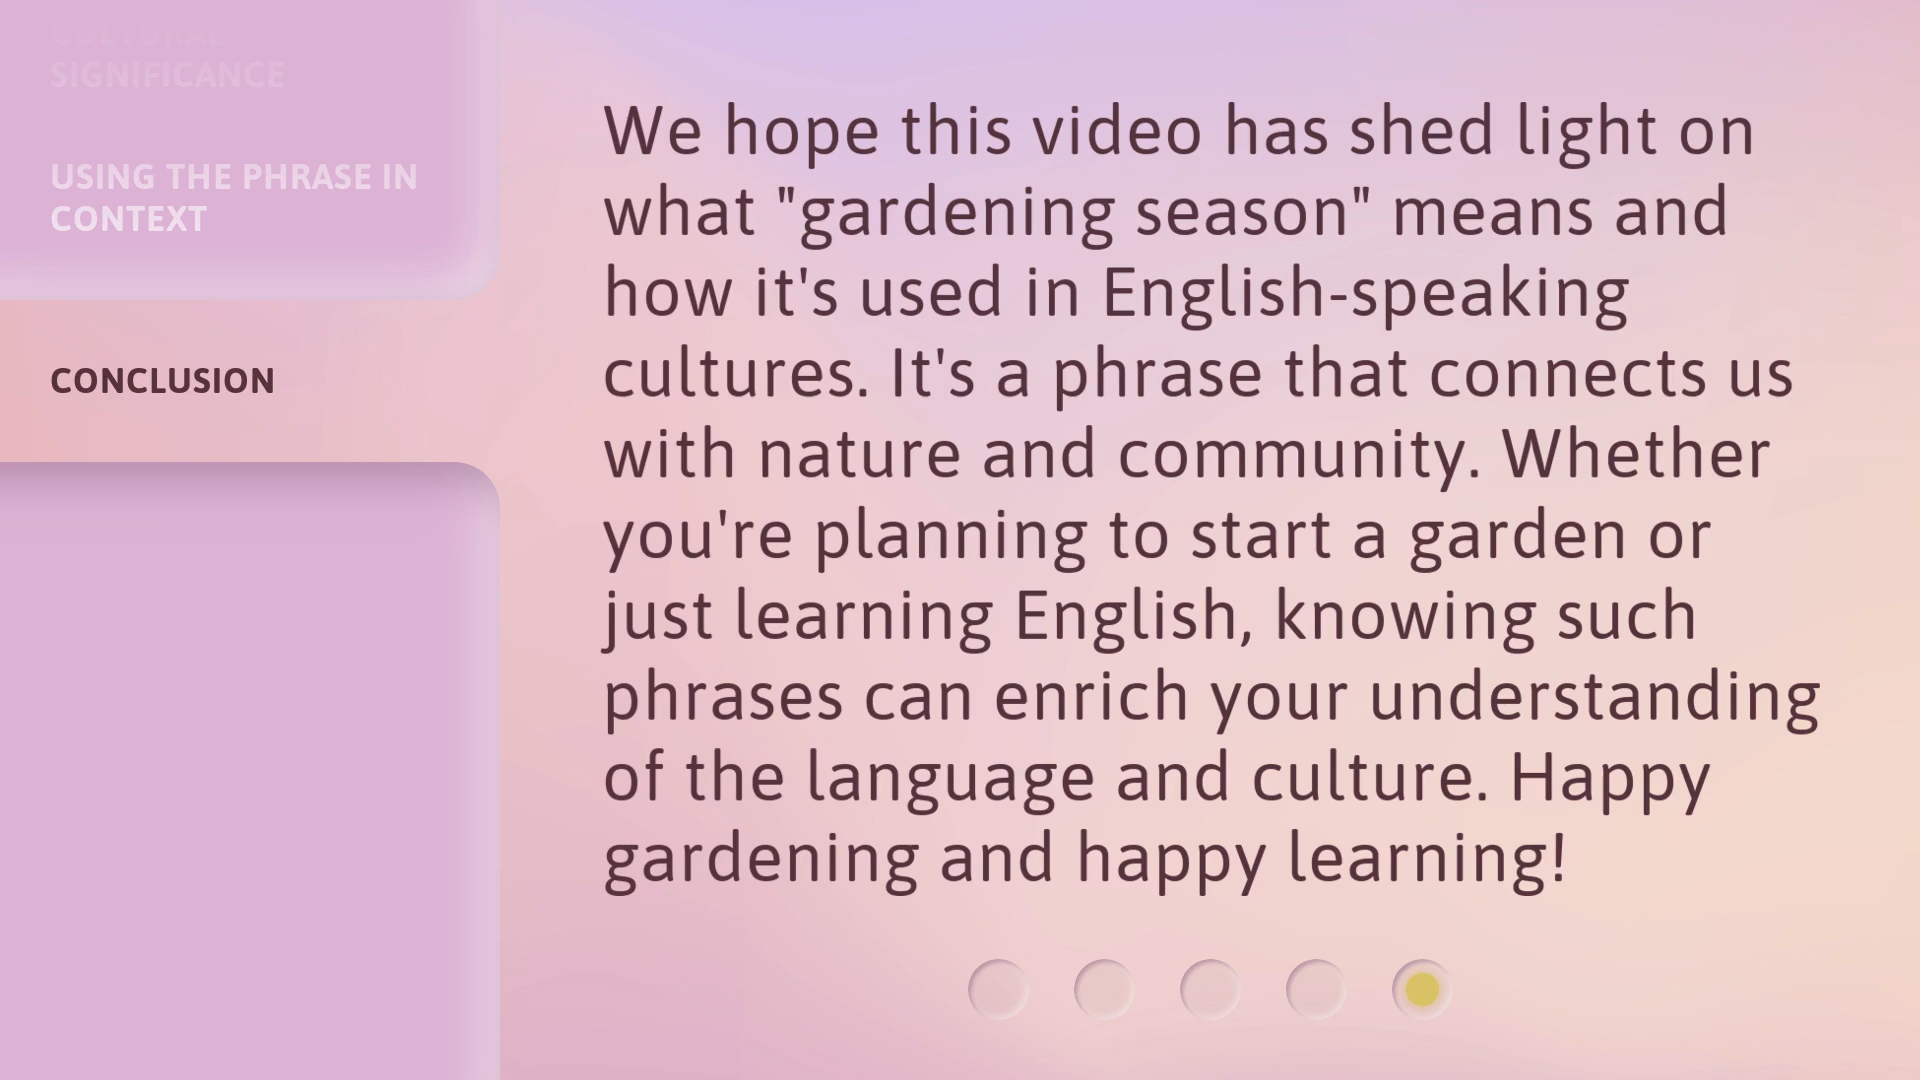 CULTURAL
SIGNIFICANCE
USING THE PHRASE IN
CONTEXT
CONCLUSION
We hope this video has shed light on
what "gardening season" means and
how it's used in English-speaking
cultures. It's a phrase that connects us
with nature and community. Whether
you're planning to start a garden or
just learning English, knowing such
phrases can enrich your understanding
of the language and culture. Happy
gardening and happy learning!